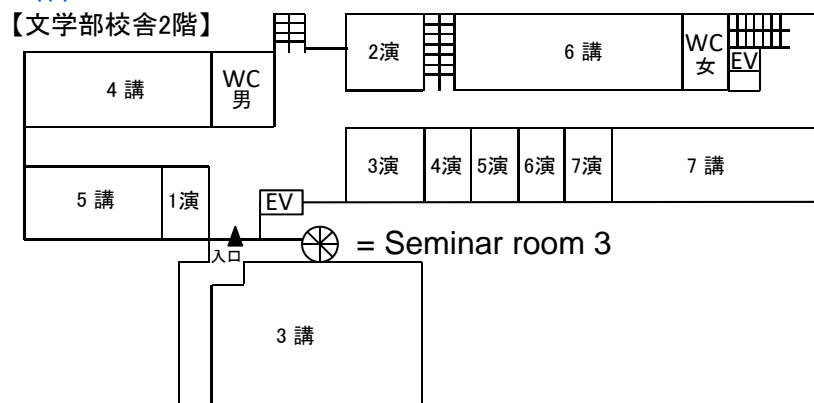 【文学部校舎2階】
4 講
WC
男
2演
6 講
WC
女
EV
5 講
1演
EV
3演
4演
5演
6演
7演
7 講
入口
= Seminar room 3
3 講